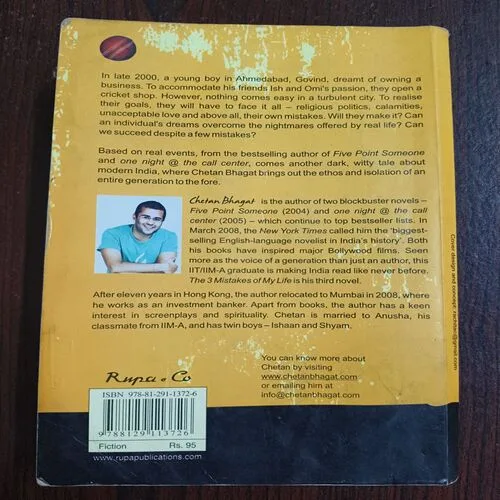 In late 2000, a young boy in Ahmedabad, Govind, dreamt of owning a
business. To accommodate his friends Ish and Omi's passion, they open a
cricket shop. However, nothing comes easy in a turbulent city. To realise
their goals, they will have to face it all – religious politics, calamities,
unacceptable love and above all, their own mistakes. Will they make it? Can
an individual's dreams overcome the nightmares offered by real life? Can
we succeed despite a few mistakes?
Based on real events, from the bestselling author of Five Point Someone
and one night @ the call center, comes another dark, witty tale about
modern India, where Chetan Bhagat brings out the ethos and isolation of an
entire generation to the fore.
Chetan Bhagat is the author of two blockbuster novels –
Five Point Someone (2004) and one night @ the call
center (2005) – which continue to top bestseller lists. In
March 2008, the New York Times called him the 'biggest-
selling English-language novelist in India's history'. Both
his books have inspired major Bollywood films. Seen
more as the voice of a generation than just an author, this
IIT/IIM-A graduate is making India read like never before.
The 3 Mistakes of My Life is his third novel.
After eleven years in Hong Kong, the author relocated to Mumbai in 2008, where
he works as an investment banker. Apart from books, the author has a keen
interest in screenplays and spirituality. Chetan is married to Anusha, his
classmate from IIM-A, and has twin boys – Ishaan and Shyam.
You can know more about
Chetan by visiting
www.chetanbhagat.com
or emailing him at
info@chetanbhagat.com
Rupa & Co
ISBN 978-81-291-1372-6
9 788129 113726
Fiction Rs. 95
www.rupapublications.com
Cover design and concept: rachitan@gmail.com